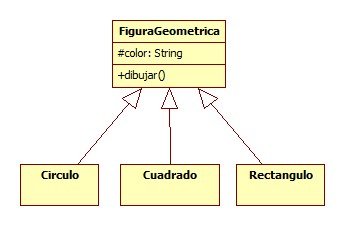 FiguraGeometrica
#color: String
+dibujar()
Circulo
Cuadrado
Rectangulo